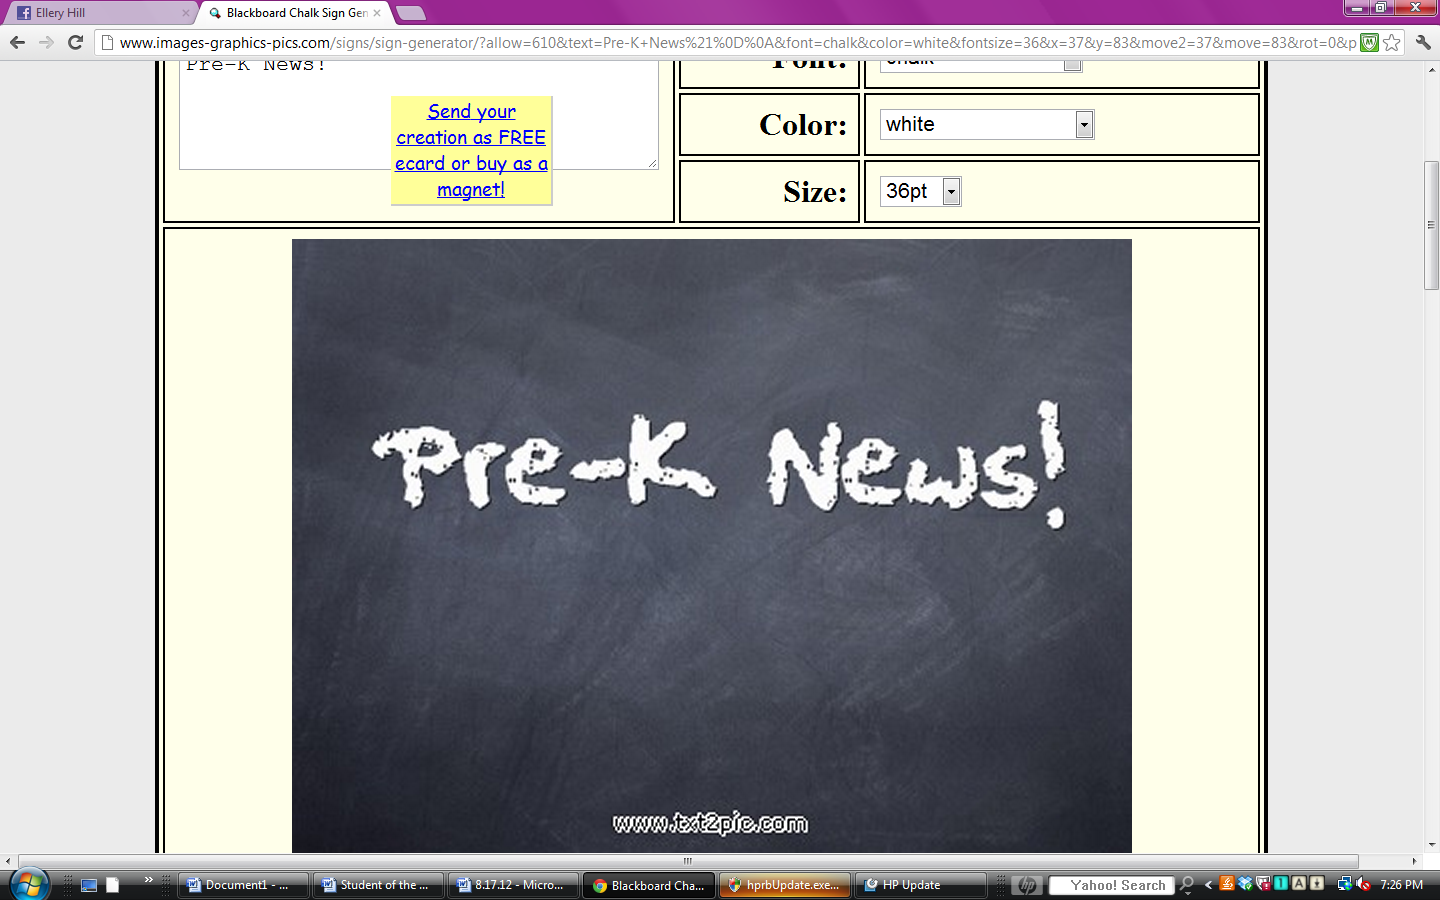 Ellery Hill
Blackboard Chalk Sign Gen
www.images-graphics-pics.com/signs/sign-generator/?allow=610&text=Pre-K+News%21%0D%0A&font=chalk&color=white&fontsize=36&x=37&y=83&move2=37&move=83&rot=0&p
Pre-K News!
Font:
chalk
Send your
creation as FREE
ecard or buy as a
magnet!
Color:
white
Size:
36pt
Pre-K News!
www.txt2pic.com
Document1 - ...
Student of the ...
8.17.12 - Micro...
Blackboard Cha...
hprbUpdate.exe...
HP Update
hp
Yahoo! Search
7:26 PM